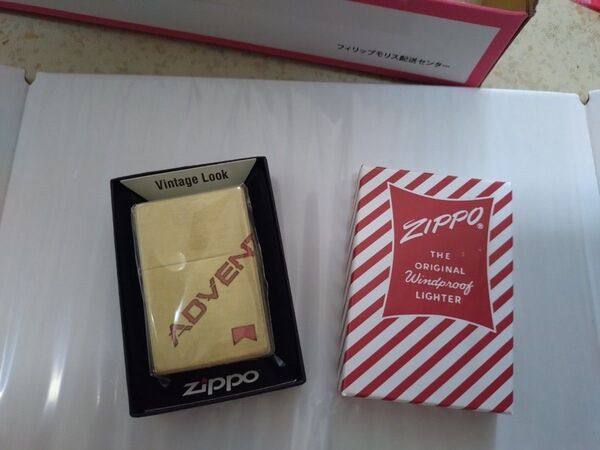 フィリップモリス配送センター
Vintage Look
ADVENT
zippo
ZIPPO®
THE
ORIGINAL
Windproof
LIGHTER